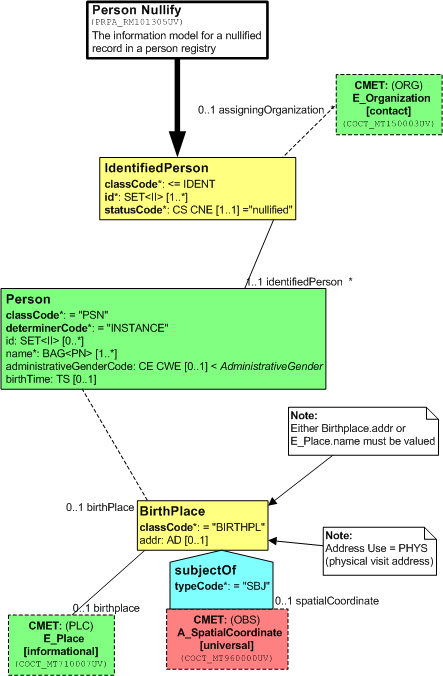 Person Nullify
(PRPA_RM101305UV)
The information model for a nullified
record in a person registry
CMET: (ORG)
E_Organization
[contact]
(COCT_MT150003UV)
0..1 assigningOrganization *
IdentifiedPerson
classCode*: <= IDENT
id*: SET<II> [1..*]
statusCode*: CS CNE [1..1] ="nullified"
1..1 identifiedPerson *
Person
classCode*: = "PSN"
determinerCode*: = "INSTANCE"
id: SET<II> [0..*]
name*: BAG<PN> [1..*]
administrativeGenderCode: CE CWE [0..1] < AdministrativeGender
birthTime: TS [0..1]
Note:
Either Birthplace.addr or
E_Place.name must be valued
0..1 birthPlace
BirthPlace
classCode*: = "BIRTHPL"
addr: AD [0..1]
Note:
Address Use = PHYS
(physical visit address)
subjectOf
typeCode*: = "SBJ"
0..1 birthplace
0..1 spatialCoordinate
CMET: (PLC)
E_Place
[informational]
(COCT_MT710007UV)
CMET: (OBS)
A_SpatialCoordinate
[universal]
(COCT_MT960000UV)